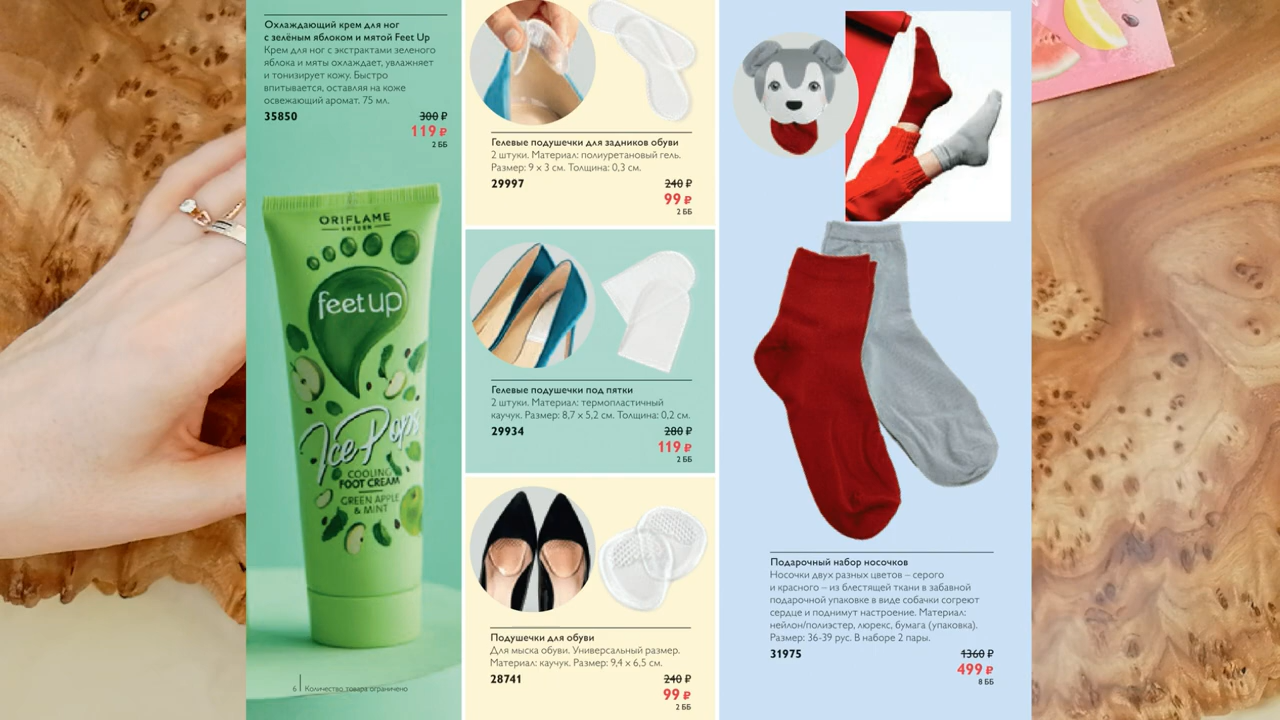 Охлаждающий крем для ног
с зелёным яблоком и мятой Feet Up
Крем для ног с экстрактами зеленого
яблока и мяты охлаждает, увлажняет
и тонизирует кожу. Быстро
впитывается, оставляя на коже
освежающий аромат. 75 мл.
35850
300 ₽
119 ₽
2 ББ
ORIFLAME
SWEDEN
feet up
Ice Pops
COOLING
FOOT CREAM
GREEN APPLE
& MINT
6 | Количество товара ограничено
Гелевые подушечки для задников обуви
2 штуки. Материал: полиуретановый гель.
Размер: 9 х 3 см. Толщина: 0,3 см.
29997
240 ₽
99 ₽
2 ББ
Гелевые подушечки под пятки
2 штуки. Материал: термопластичный
каучук. Размер: 8,7 х 5,2 см. Толщина: 0,2 см.
29934
280 ₽
119 ₽
2 ББ
Подушечки для обуви
Для мыска обуви. Универсальный размер.
Материал: каучук. Размер: 9,4 х 6,5 см.
28741
240 ₽
99 ₽
2 ББ
Подарочный набор носочков
Носочки двух разных цветов – серого
и красного – из блестящей ткани в забавной
подарочной упаковке в виде собачки согреют
сердце и поднимут настроение. Материал:
нейлон/полиэстер, люрекс, бумага (упаковка).
Размер: 36-39 рус. В наборе 2 пары.
31975
1360 ₽
499 ₽
8 ББ